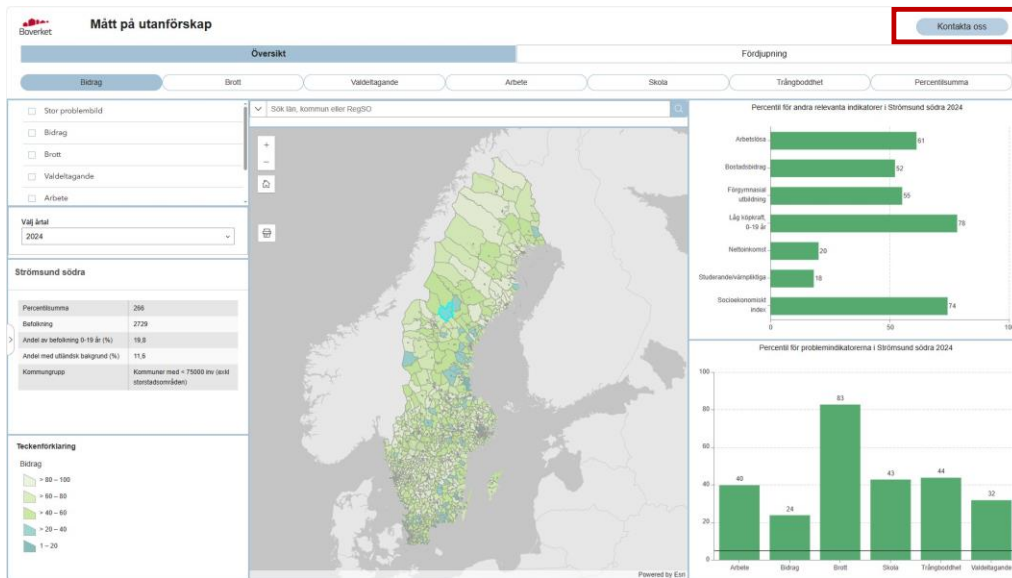 Boverket
Mått på utanförskap
Kontakta oss
Översikt
Fördjupning
Bidrag
Brott
Valdeltagande
Arbete
Skola
Trångboddhet
Percentilsumma
Stor problembild
Bidrag
Brott
Valdeltagande
Arbete
Välj årtal
2024
Strömsund södra
Percentilsumma 266
Befolkning 2729
Andel av befolkning 0-19 år (%) 19,8
Andel med utländsk bakgrund (%) 11,6
Kommungrupp Kommuner med < 75000 inv (exkl
storstadsområden)
Teckenförklaring
Bidrag
> 80 – 100
> 60 – 80
> 40 – 60
> 20 – 40
1 – 20
Sök län, kommun eller RegSO
+
−
Powered by Esri
Percentil för andra relevanta indikatorer i Strömsund södra 2024
Arbetslösa 61
Bostadsbidrag 52
Förgymnasial
utbildning 55
Låg köpkraft,
0-19 år 78
Nettoinkomst 20
Studerande/värnpliktiga 18
Socioekonomiskt
index 74
0 50 100
Percentil för problemindikatorerna i Strömsund södra 2024
100
80
60
40
20
0
40
24
83
43
44
32
Arbete Bidrag Brott Skola Trångboddhet Valdeltagande